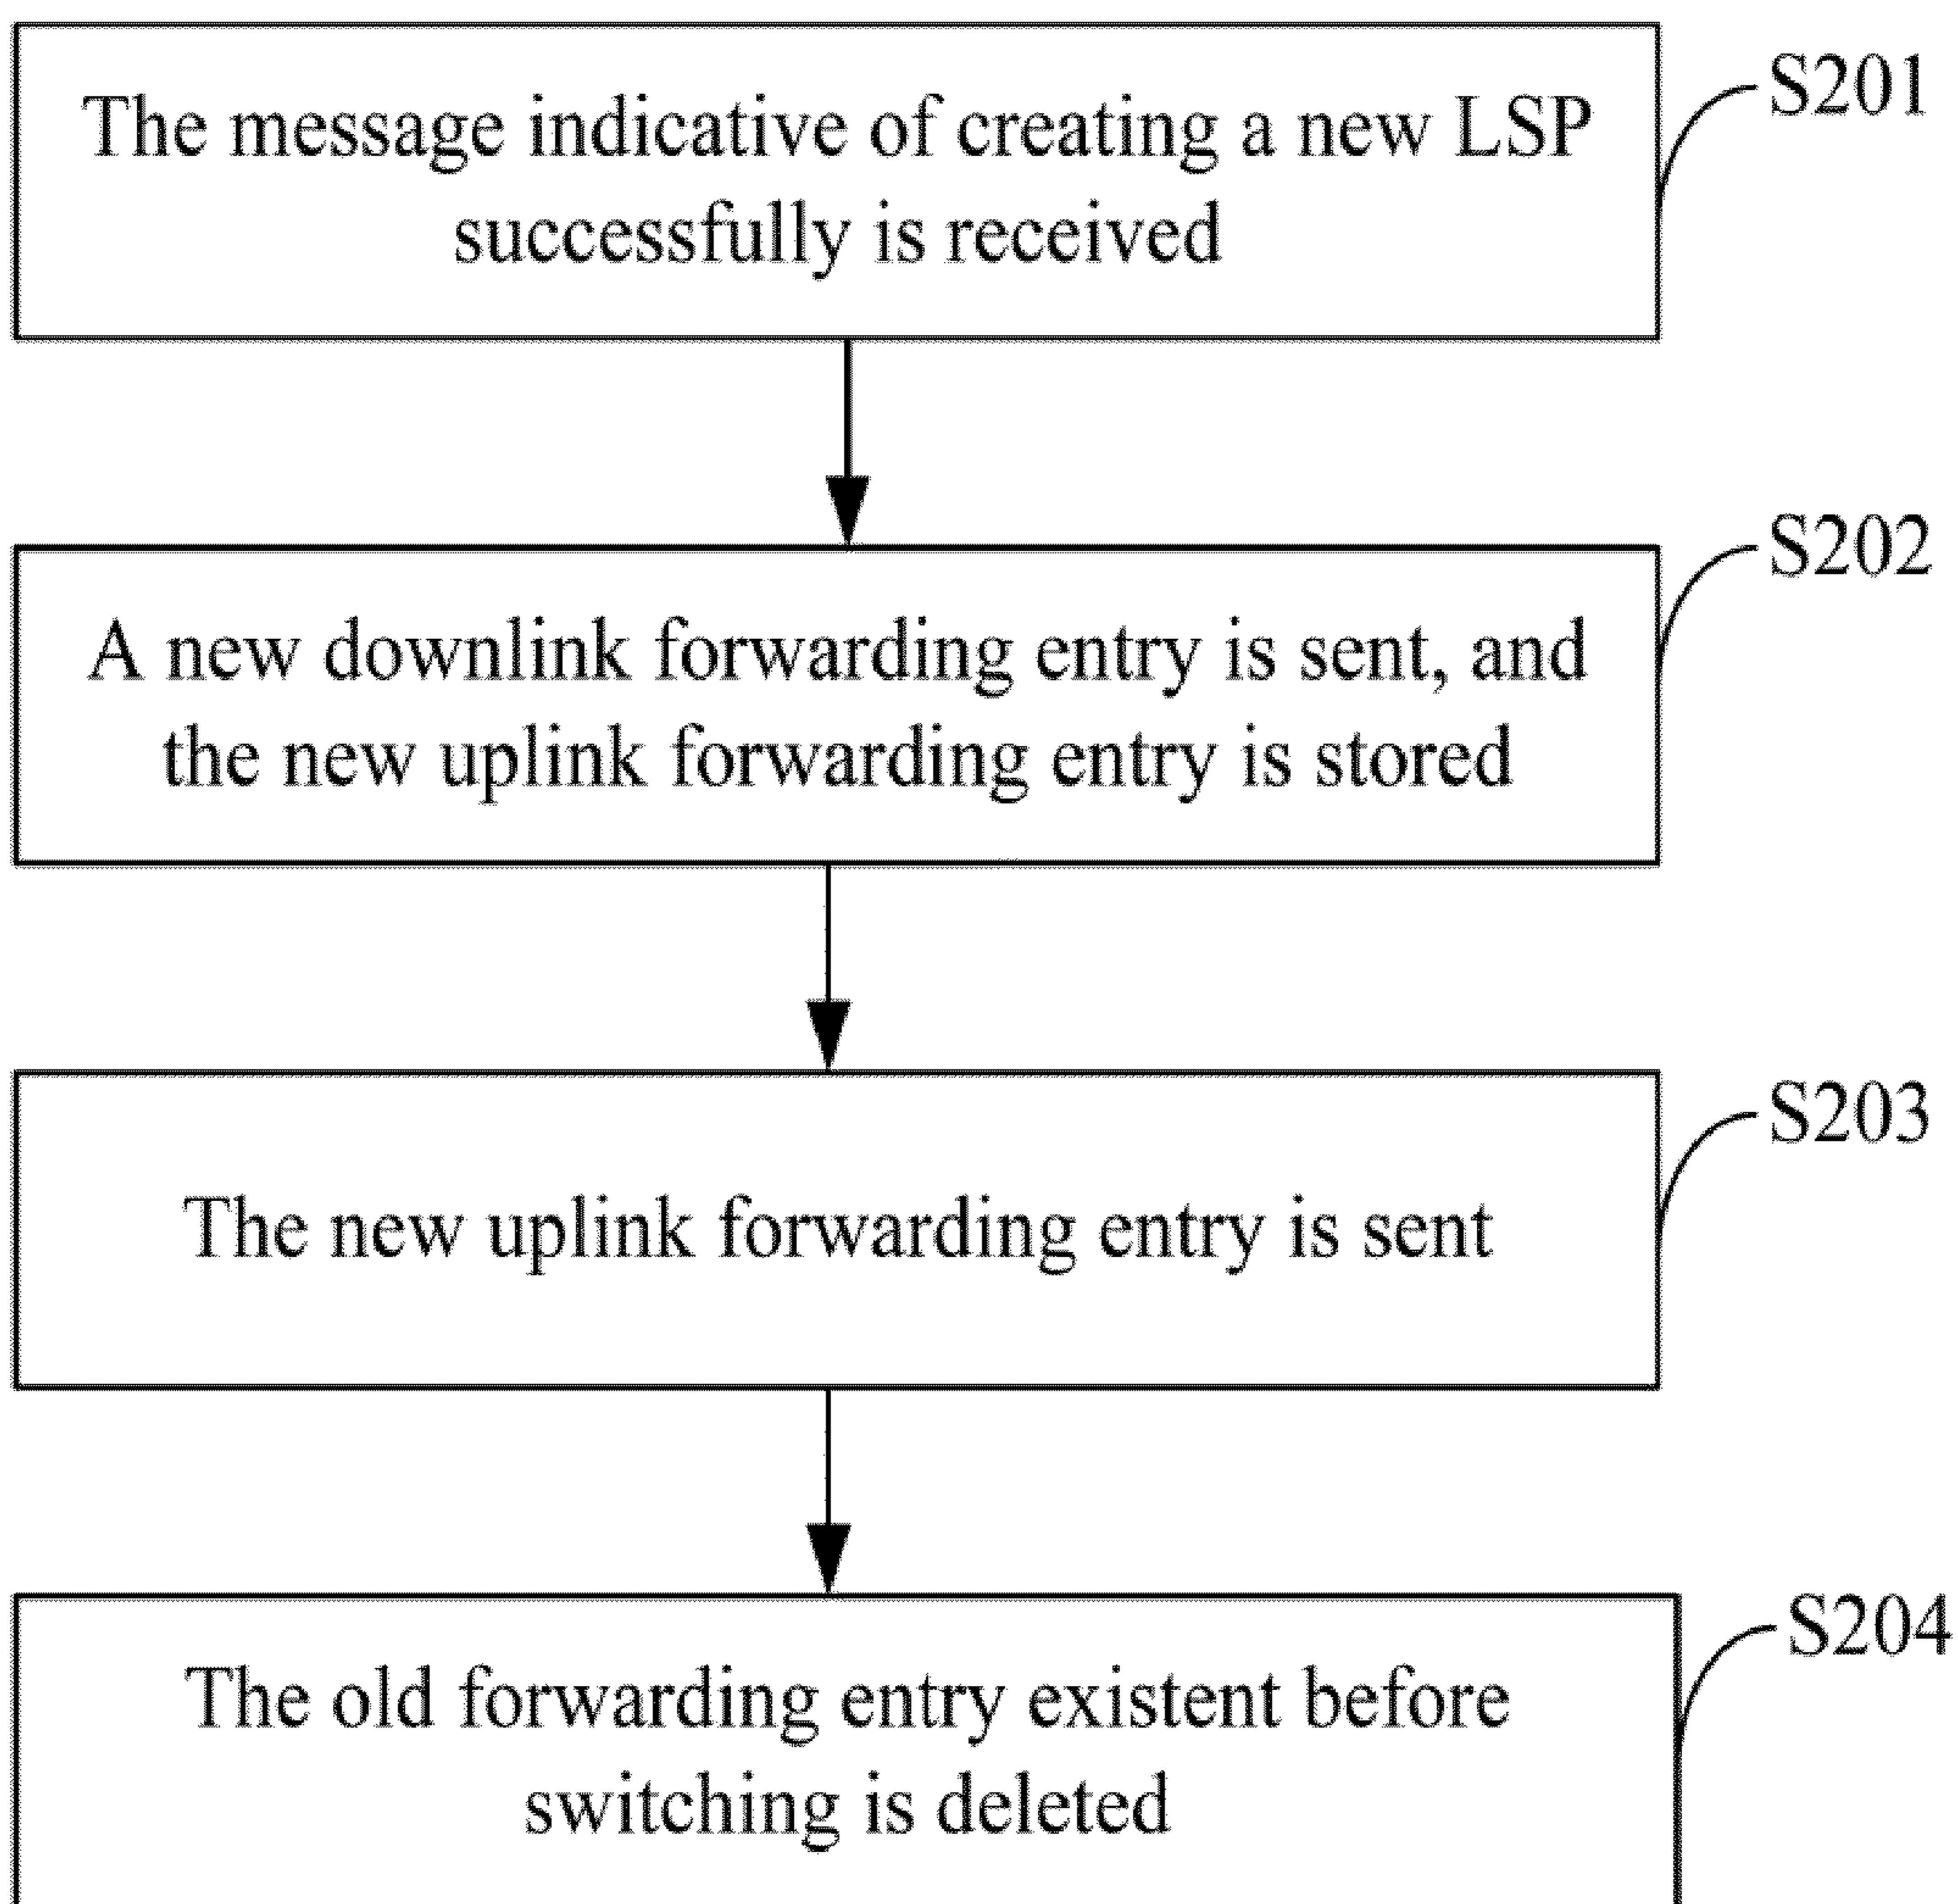 The message indicative of creating a new LSP
successfully is received
S201
A new downlink forwarding entry is sent, and
the new uplink forwarding entry is stored
S202
The new uplink forwarding entry is sent
S203
The old forwarding entry existent before
switching is deleted
S204